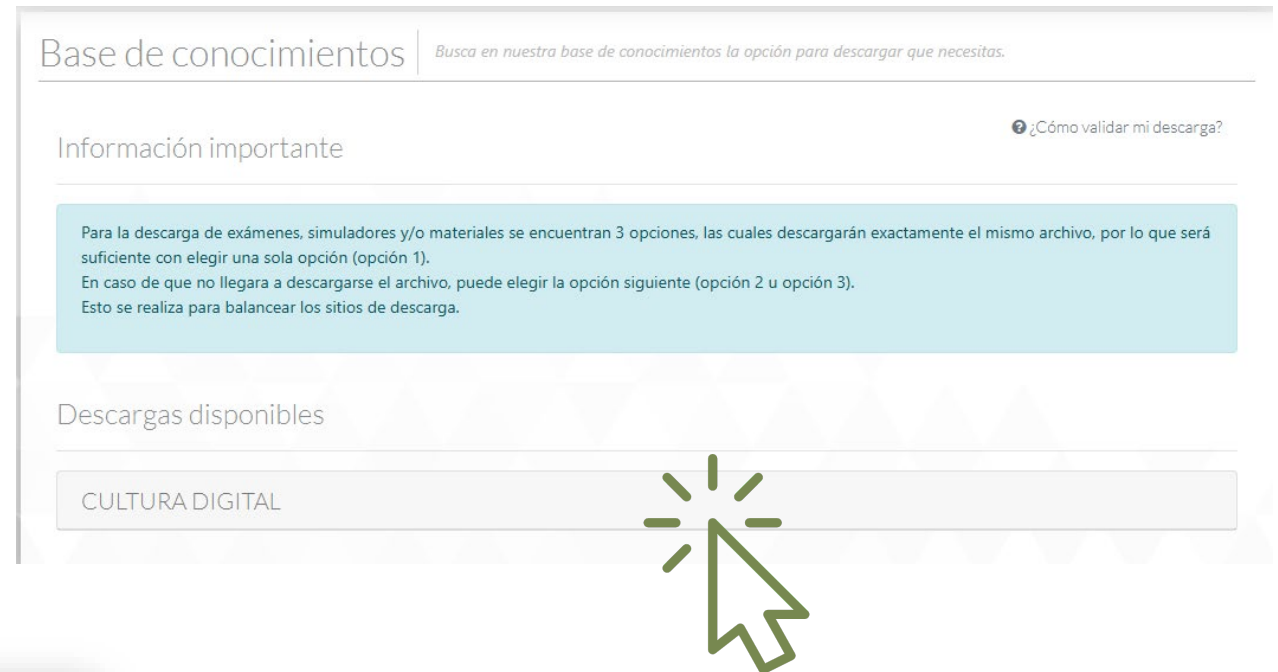 Base de conocimientos
Busca en nuestra base de conocimientos la opción para descargar que necesitas.
¿Cómo validar mi descarga?
Información importante
Para la descarga de exámenes, simuladores y/o materiales se encuentran 3 opciones, las cuales descargarán exactamente el mismo archivo, por lo que será
suficiente con elegir una sola opción (opción 1).
En caso de que no llegara a descargarse el archivo, puede elegir la opción siguiente (opción 2 u opción 3).
Esto se realiza para balancear los sitios de descarga.
Descargas disponibles
CULTURA DIGITAL